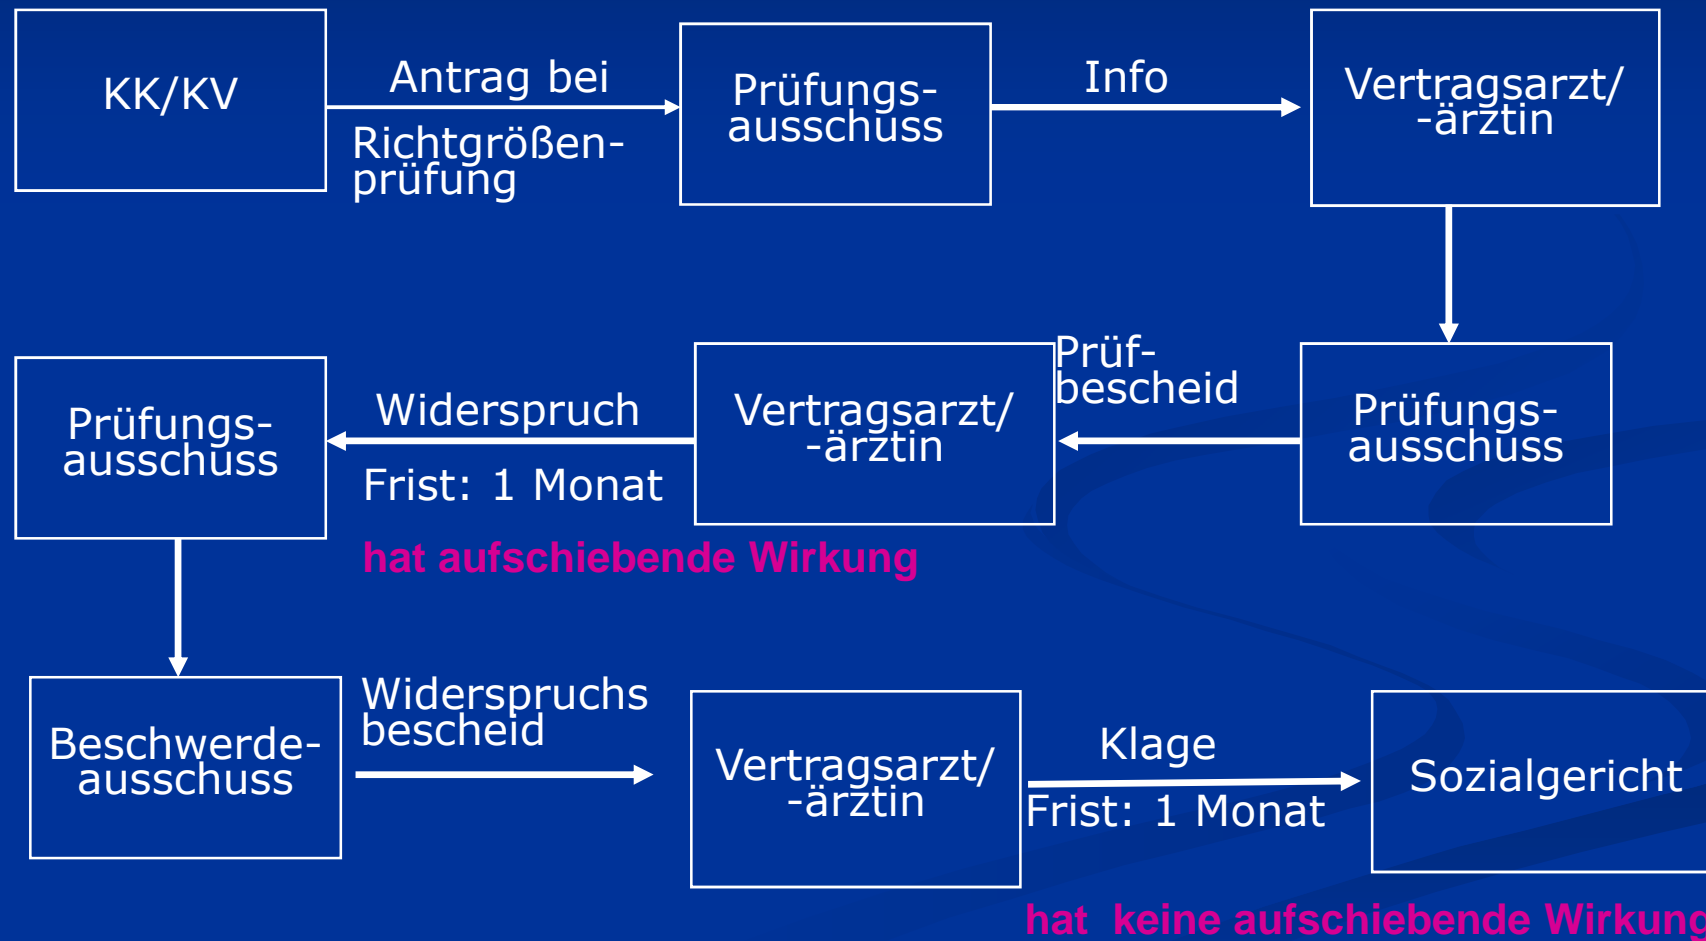 KK/KV
Antrag bei
Richtgrößen-
prüfung
Prüfungs-
ausschuss
Info
Vertragsarzt/
-ärztin
Prüfungs-
ausschuss
Widerspruch
Frist: 1 Monat
hat aufschiebende Wirkung
Vertragsarzt/
-ärztin
Prüf-
bescheid
Prüfungs-
ausschuss
Beschwerde-
ausschuss
Widerspruchs
bescheid
Vertragsarzt/
-ärztin
Klage
Frist: 1 Monat
Sozialgericht
hat keine aufschiebende Wirkung